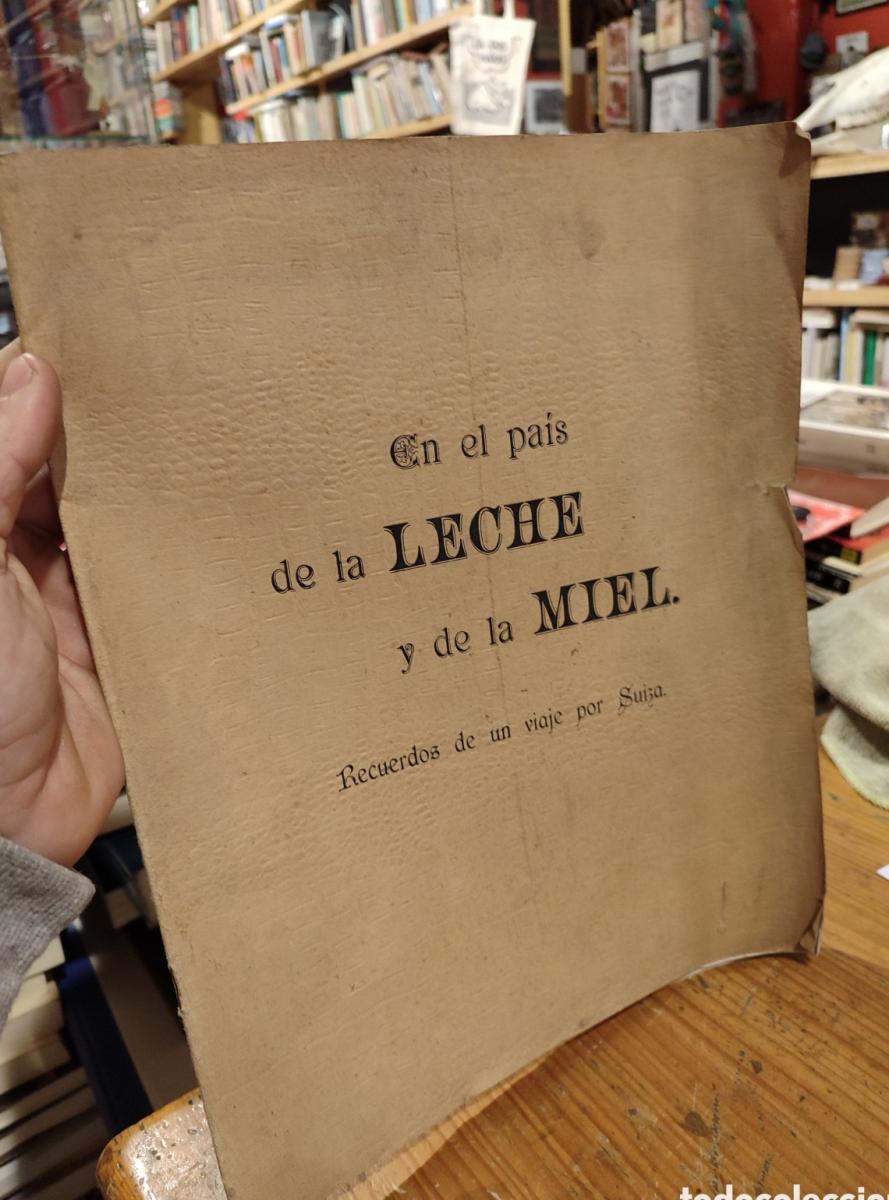 En el país
de la LECHE
y de la MIEL.
Recuerdos de un viaje por Suiza.
todocoleccion